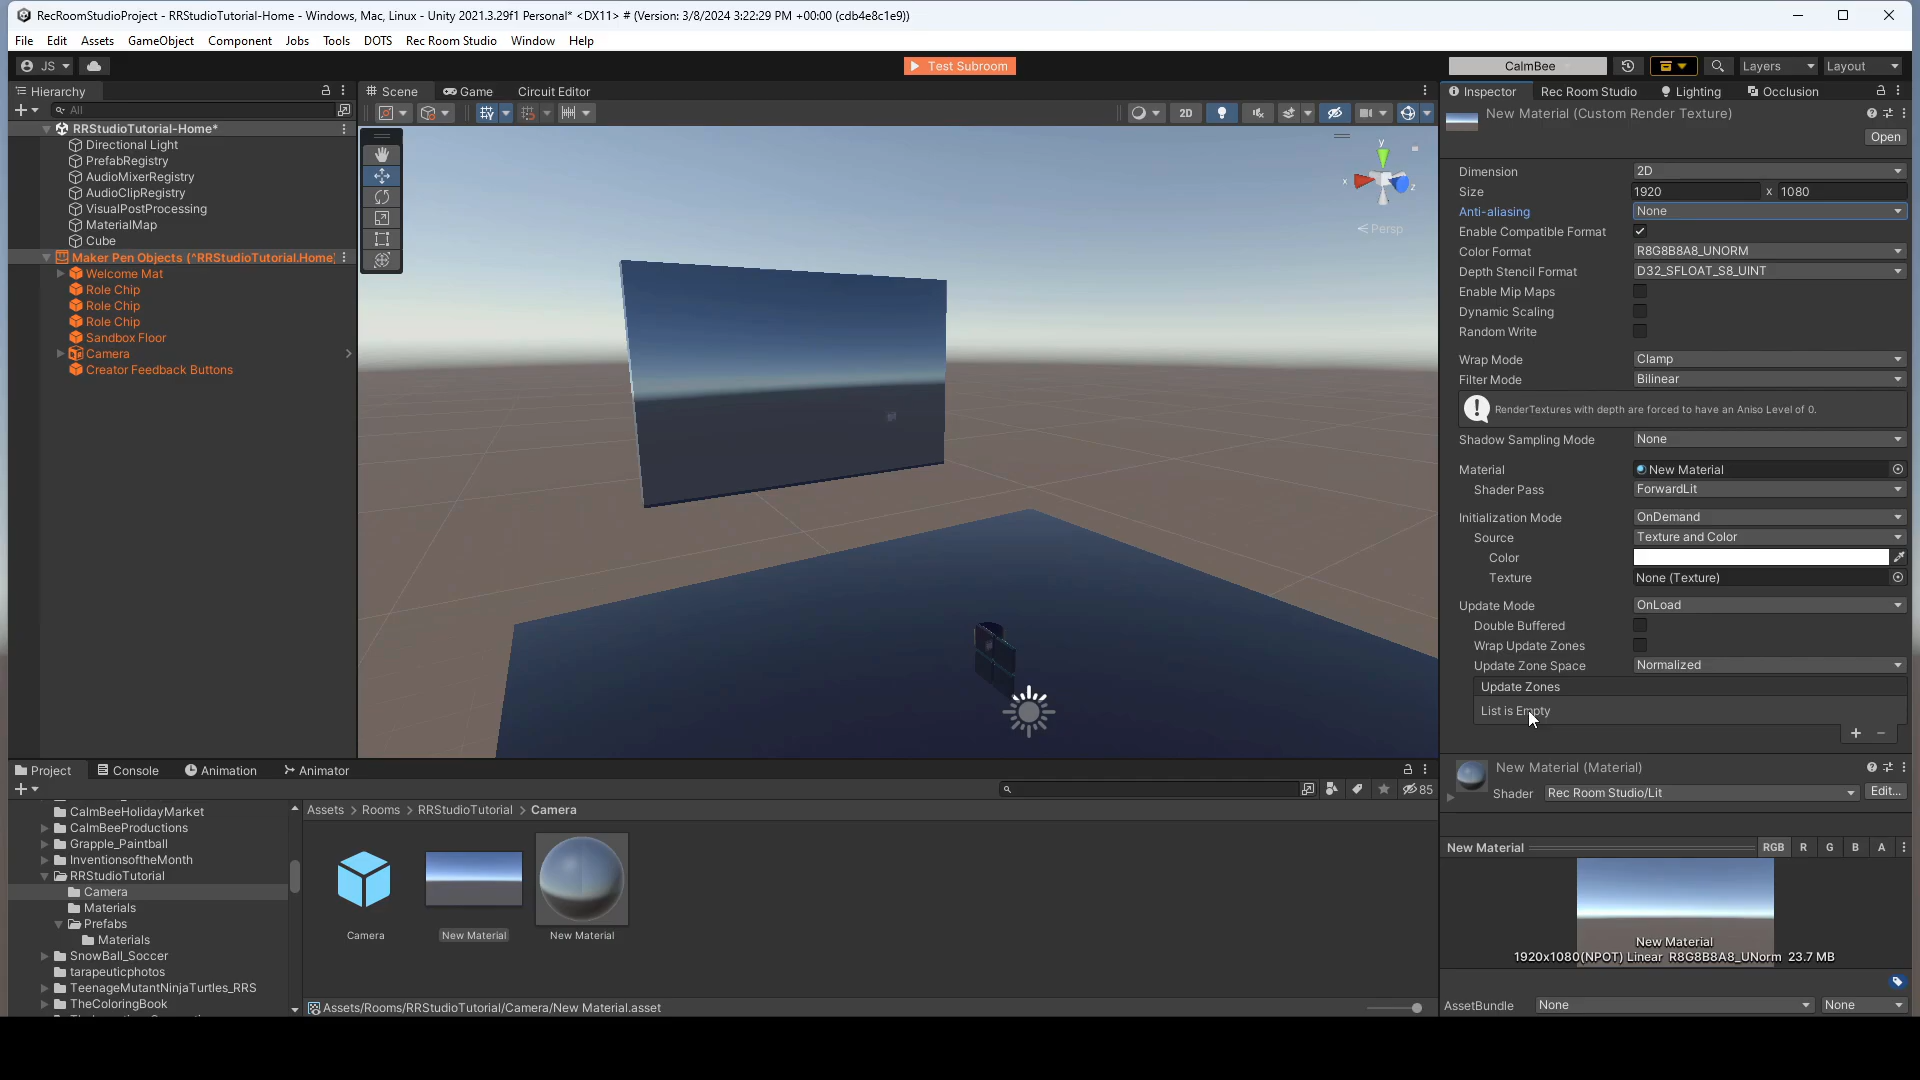 RecRoomStudioProject - RRStudioTutorial-Home - Windows, Mac, Linux - Unity 2021.3.29f1 Personal* <DX11> # (Version: 3/8/2024 3:22:29 PM +00:00 (cdb4e8c1e9))
File Edit Assets GameObject Component Jobs Tools DOTS Rec Room Studio Window Help
JS Test Subroom CalmBee Layers Layout
Hierarchy
All
RRStudioTutorial-Home*
Directional Light
PrefabRegistry
AudioMixerRegistry
AudioClipRegistry
VisualPostProcessing
MaterialMap
Cube
Maker Pen Objects (^RRStudioTutorial.Home)
Welcome Mat
Role Chip
Role Chip
Role Chip
Sandbox Floor
Camera
Creator Feedback Buttons
Scene Game Circuit Editor
2D
y
x
z
Persp
Inspector Rec Room Studio Lighting Occlusion
New Material (Custom Render Texture)
Open
Dimension 2D
Size 1920 x 1080
Anti-aliasing None
Enable Compatible Format
Color Format R8G8B8A8_UNORM
Depth Stencil Format D32_SFLOAT_S8_UINT
Enable Mip Maps
Dynamic Scaling
Random Write
Wrap Mode Clamp
Filter Mode Bilinear
RenderTextures with depth are forced to have an Aniso Level of 0.
Shadow Sampling Mode None
Material New Material
Shader Pass ForwardLit
Initialization Mode OnDemand
Source Texture and Color
Color
Texture None (Texture)
Update Mode OnLoad
Double Buffered
Wrap Update Zones
Update Zone Space Normalized
Update Zones
List is Empty
+ −
New Material (Material)
Shader Rec Room Studio/Lit Edit...
New Material RGB R G B A
New Material
1920x1080(NPOT) Linear R8G8B8A8_UNorm 23.7 MB
AssetBundle None None
Project Console Animation Animator
85
CalmBeeHolidayMarket
CalmBeeProductions
Grapple_Paintball
InventionsoftheMonth
RRStudioTutorial
Camera
Materials
Prefabs
Materials
SnowBall_Soccer
tarapeuticphotos
TeenageMutantNinjaTurtles_RRS
TheColoringBook
Assets > Rooms > RRStudioTutorial > Camera
Camera New Material New Material
Assets/Rooms/RRStudioTutorial/Camera/New Material.asset